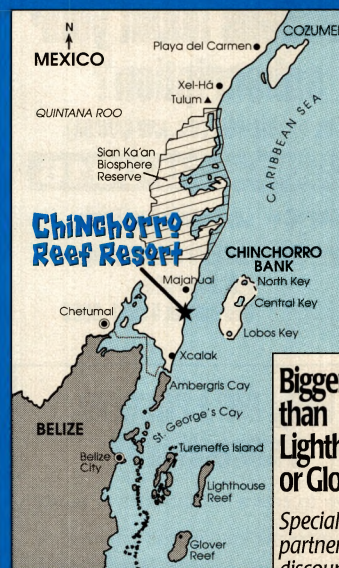 N
COZUMEL
MEXICO
Playa del Carmen
Xel-Há
Tulum
QUINTANA ROO
CARIBBEAN SEA
Sian Ka'an
Biosphere
Reserve
Chinchorro
Reef Resort
CHINCHORRO
BANK
Majahual
North Key
Central Key
Chetumal
Lobos Key
Xcalak
Ambergris Cay
St. George's Cay
BELIZE
Belize
City
Tureneffe Island
Lighthouse
Reef
Glover
Reef
Bigge
than
Lighth
or Glo
Special
partner
discou